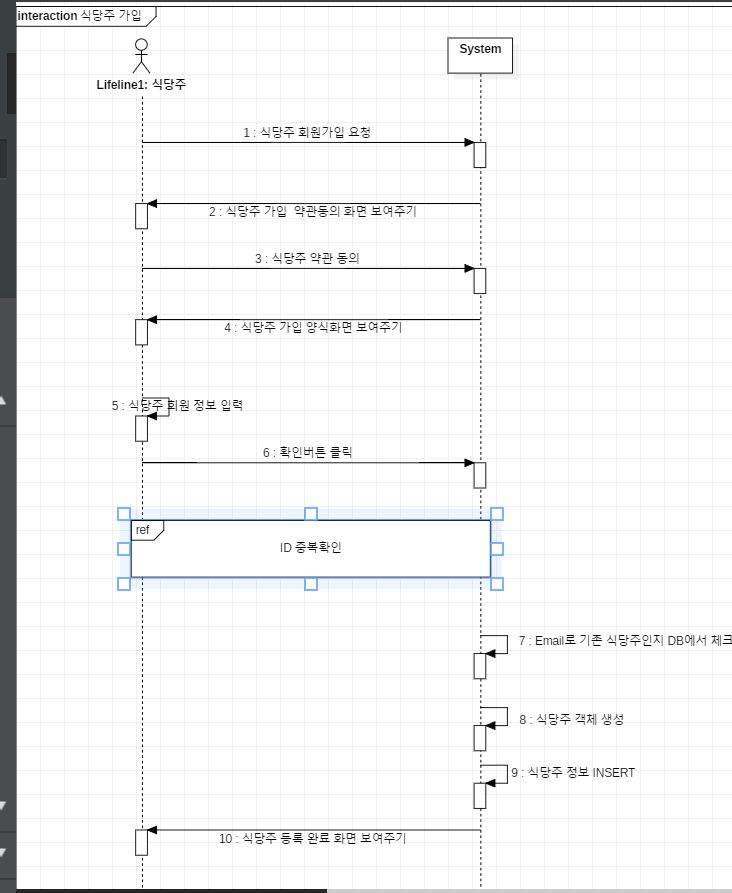 interaction 식당주 가입
System
Lifeline1: 식당주
1 : 식당주 회원가입 요청
2 : 식당주 가입  약관동의 화면 보여주기
3 : 식당주 약관 동의
4 : 식당주 가입 양식화면 보여주기
5 : 식당주 회원 정보 입력
6 : 확인버튼 클릭
ref
ID 중복확인
7 : Email로 기존 식당주인지 DB에서 체크
8 : 식당주 객체 생성
9 : 식당주 정보 INSERT
10 : 식당주 등록 완료 화면 보여주기